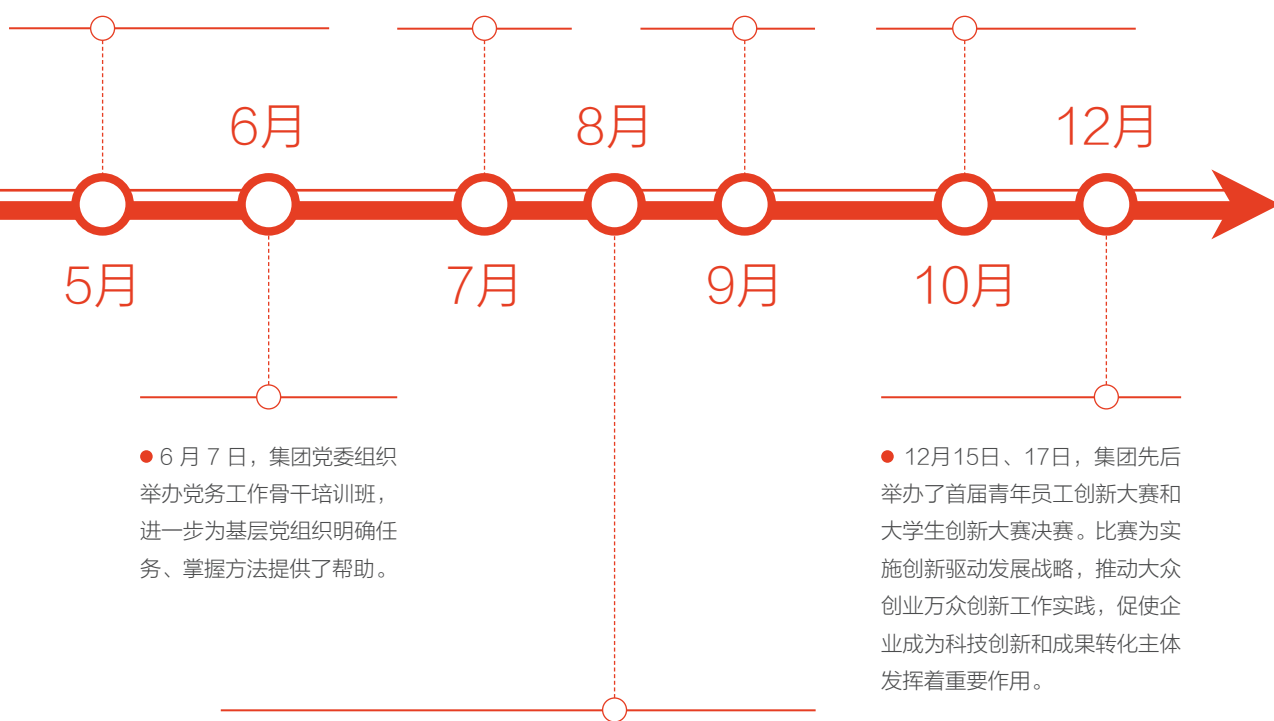 6月
8月
12月
5月
7月
9月
10月
● 6 月 7 日，集团党委组织
举办党务工作骨干培训班，
进一步为基层党组织明确任
务、掌握方法提供了帮助。
● 12月15日、17日，集团先后
举办了首届青年员工创新大赛和
大学生创新大赛决赛。比赛为实
施创新驱动发展战略，推动大众
创业万众创新工作实践，促使企
业成为科技创新和成果转化主体
发挥着重要作用。